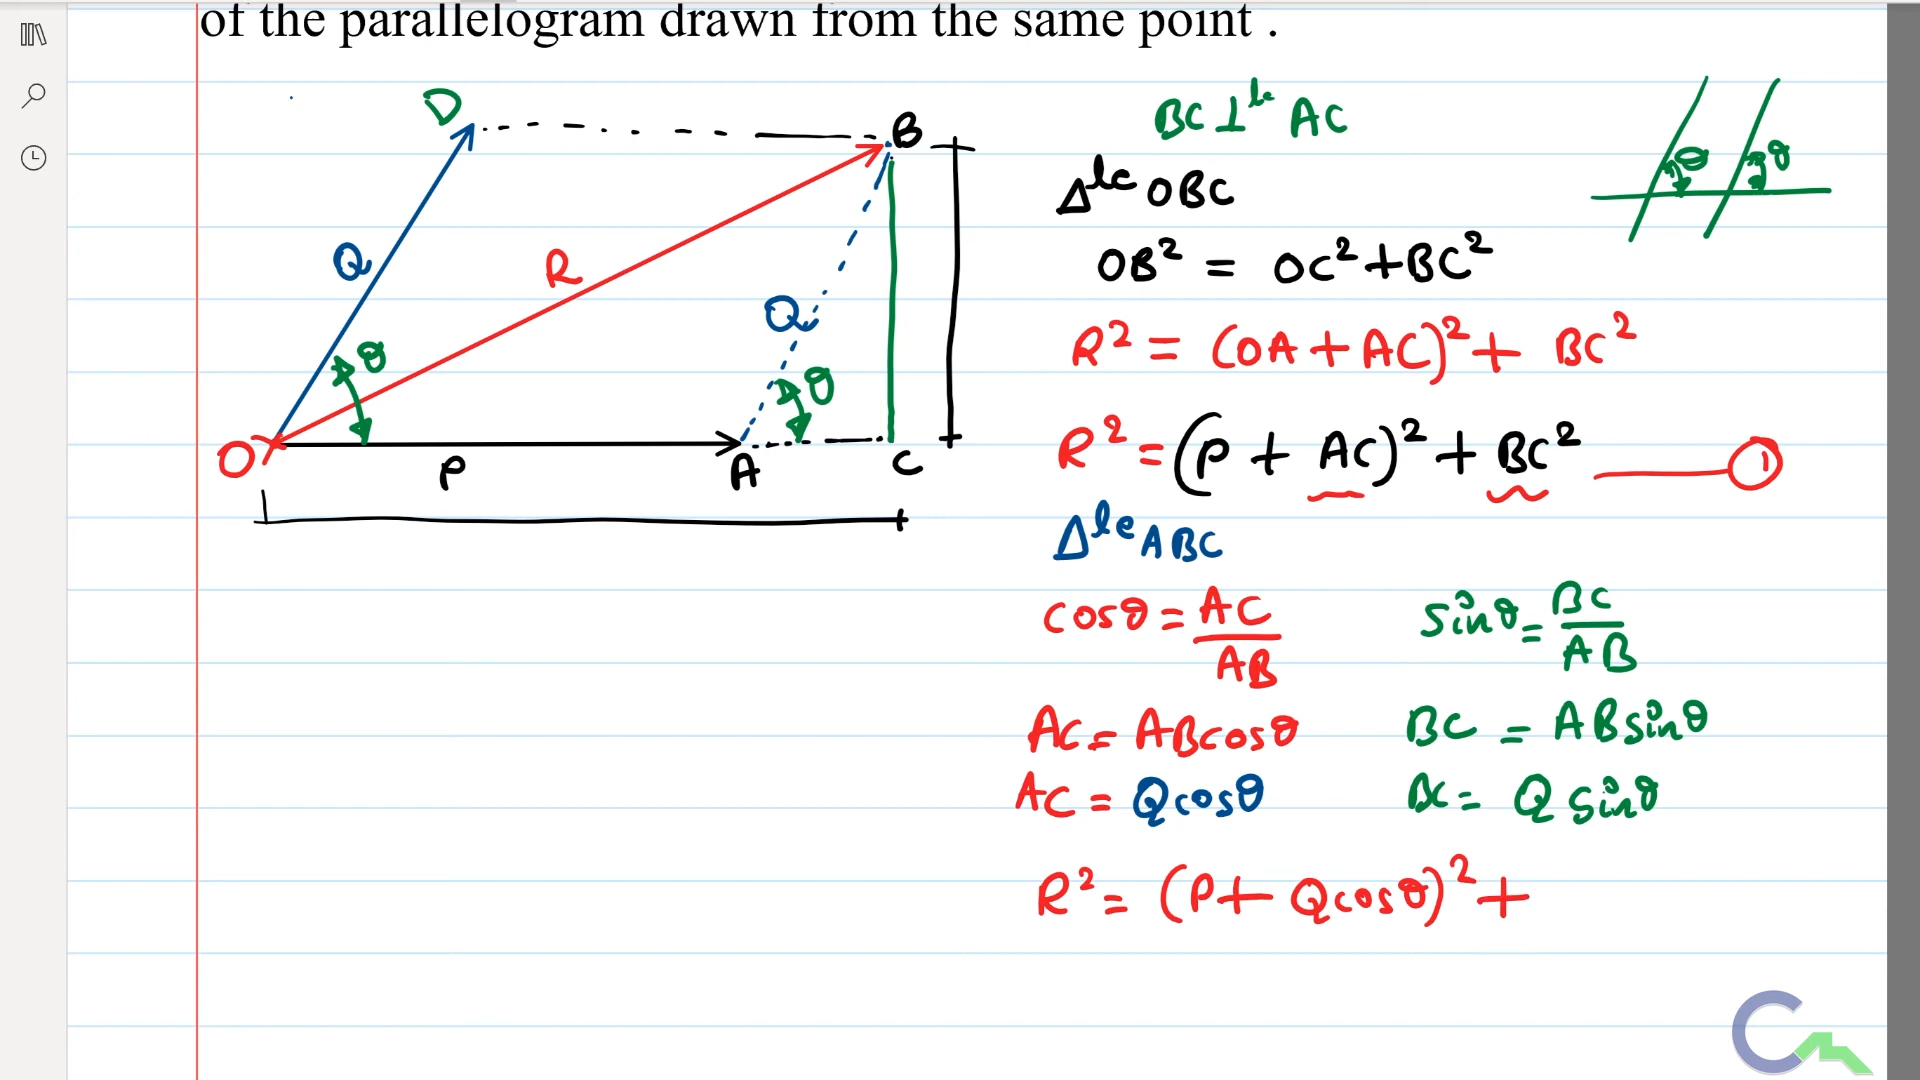 of the parallelogram drawn from the same point .
D
B
Q
R
Q
θ
θ
O
P
A
C
BC ⊥le AC
θ θ
Δle OBC
OB² = OC² + BC²
R² = (OA + AC)² + BC²
R² = (P + AC)² + BC² ——— ①
Δle ABC
cosθ = AC/AB sinθ = BC/AB
AC = ABcosθ BC = ABsinθ
AC = Qcosθ BC = Q sinθ
R² = (P + Qcosθ)² +